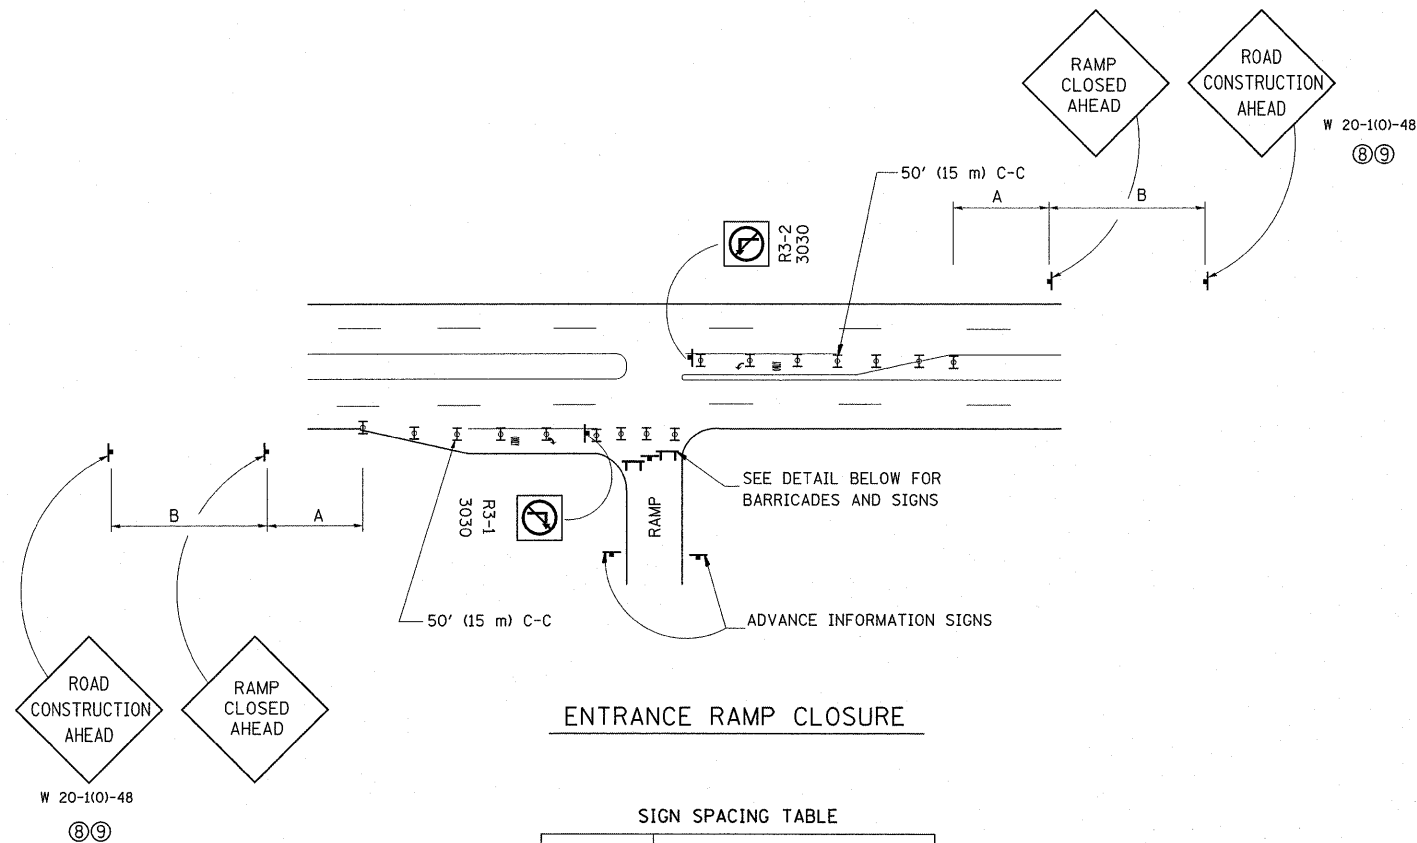 RAMP
CLOSED
AHEAD
ROAD
CONSTRUCTION
AHEAD
W 20-1(O)-48
⑧⑨
50' (15 m) C-C
A
B
R3-2
3030
SEE DETAIL BELOW FOR
BARRICADES AND SIGNS
B
A
R3-1
3030
RAMP
50' (15 m) C-C
ADVANCE INFORMATION SIGNS
ROAD
CONSTRUCTION
AHEAD
RAMP
CLOSED
AHEAD
W 20-1(O)-48
⑧⑨
ENTRANCE RAMP CLOSURE
SIGN SPACING TABLE